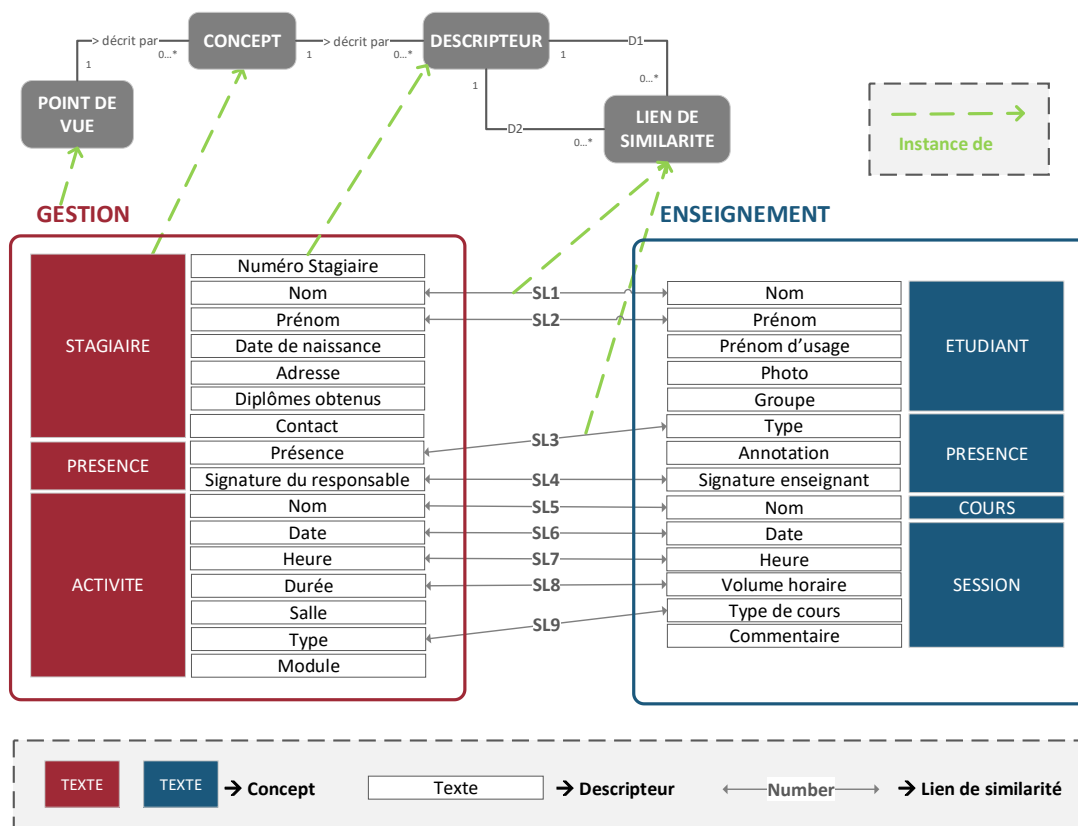 > décrit par
CONCEPT
> décrit par
DESCRIPTEUR
D1
1
0...*
1
0...*
1
1
0...*
POINT DE
VUE
LIEN DE
SIMILARITE
D2
0...*
Instance de
GESTION
ENSEIGNEMENT
STAGIAIRE
Numéro Stagiaire
Nom
Prénom
Date de naissance
Adresse
Diplômes obtenus
Contact
PRESENCE
Présence
Signature du responsable
ACTIVITE
Nom
Date
Heure
Durée
Salle
Type
Module
SL1
SL2
SL3
SL4
SL5
SL6
SL7
SL8
SL9
Nom
Prénom
Prénom d’usage
Photo
Groupe
ETUDIANT
Type
Annotation
Signature enseignant
PRESENCE
Nom
COURS
Date
Heure
Volume horaire
Type de cours
Commentaire
SESSION
TEXTE
TEXTE
→ Concept
Texte
→ Descripteur
Number
→ Lien de similarité